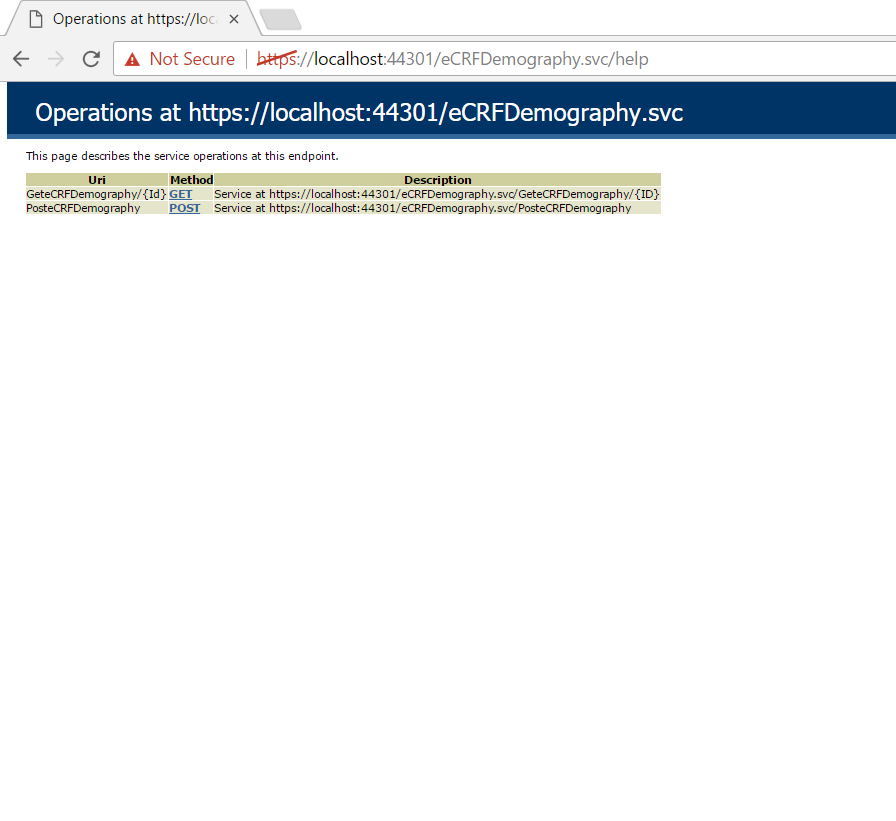 Operations at https://loc
Not Secure https://localhost:44301/eCRFDemography.svc/help
Operations at https://localhost:44301/eCRFDemography.svc
This page describes the service operations at this endpoint.
Uri Method Description
GeteCRFDemography/{Id} GET Service at https://localhost:44301/eCRFDemography.svc/GeteCRFDemography/{ID}
PosteCRFDemography POST Service at https://localhost:44301/eCRFDemography.svc/PosteCRFDemography